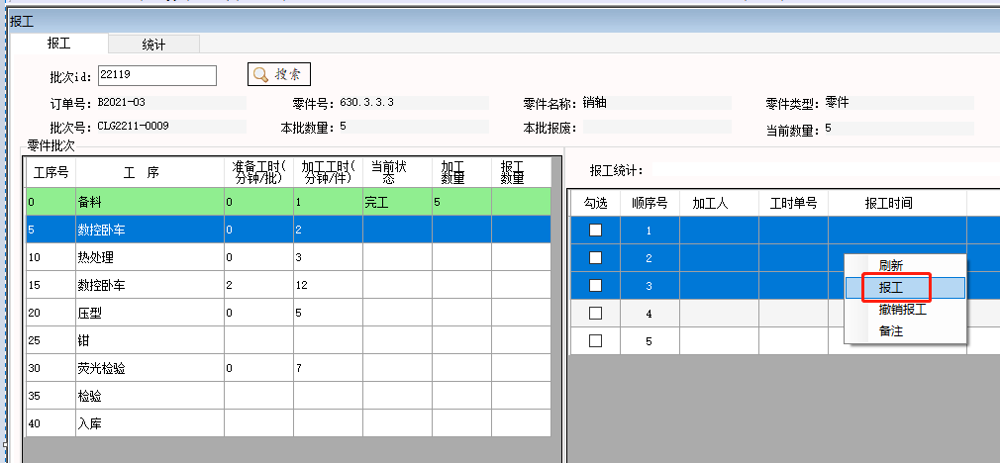 报工
报工 统计
批次id: 22119 搜索
订单号: B2021-03 零件号: 630.3.3.3 零件名称: 销轴 零件类型: 零件
批次号: CLG2211-0009 本批数量: 5 本批报废: 当前数量: 5
零件批次
报工统计:
工序号 工 序 准备工时(分钟/批) 加工工时(分钟/件) 当前状态 加工数量 报工数量
0 备料 0 1 完工 5
5 数控卧车 0 2
10 热处理 0 3
15 数控卧车 2 12
20 压型 0 5
25 钳
30 荧光检验 0 7
35 检验
40 入库
勾选 顺序号 加工人 工时单号 报工时间
1
2
3
4
5
刷新
报工
撤销报工
备注